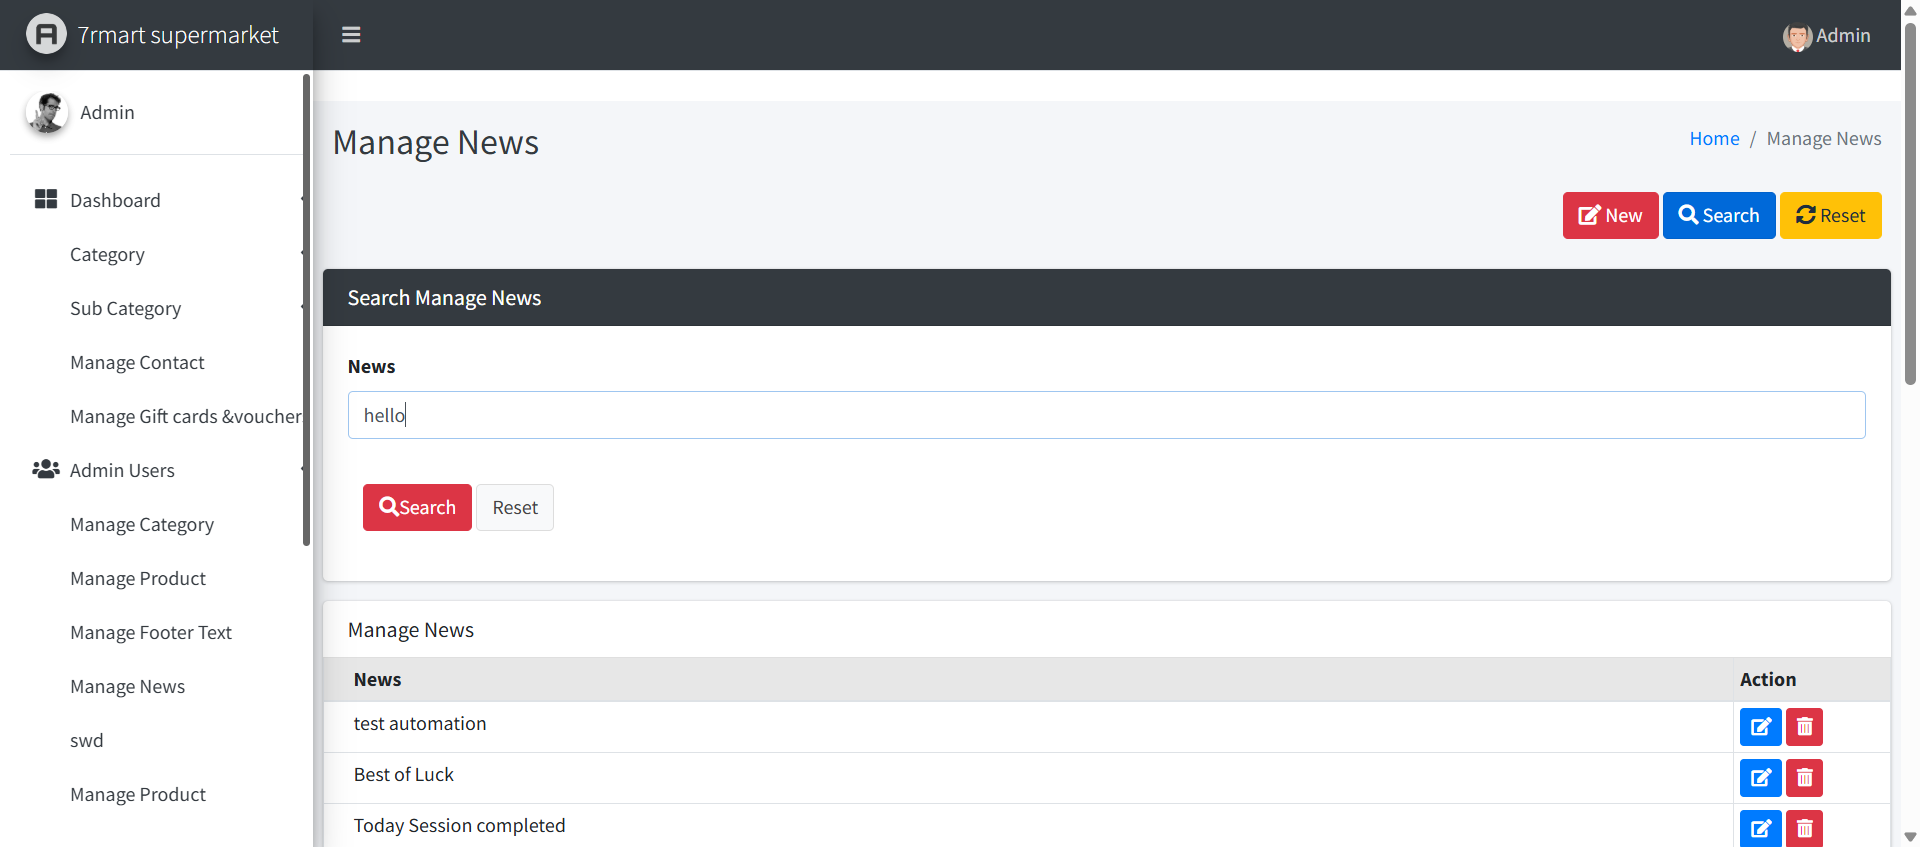 7rmart supermarket
Admin
Admin
Dashboard
Category
Sub Category
Manage Contact
Manage Gift cards &voucher
Admin Users
Manage Category
Manage Product
Manage Footer Text
Manage News
swd
Manage Product
Manage News
Home / Manage News
New Search Reset
Search Manage News
News
hello
Search Reset
Manage News
News Action
test automation
Best of Luck
Today Session completed